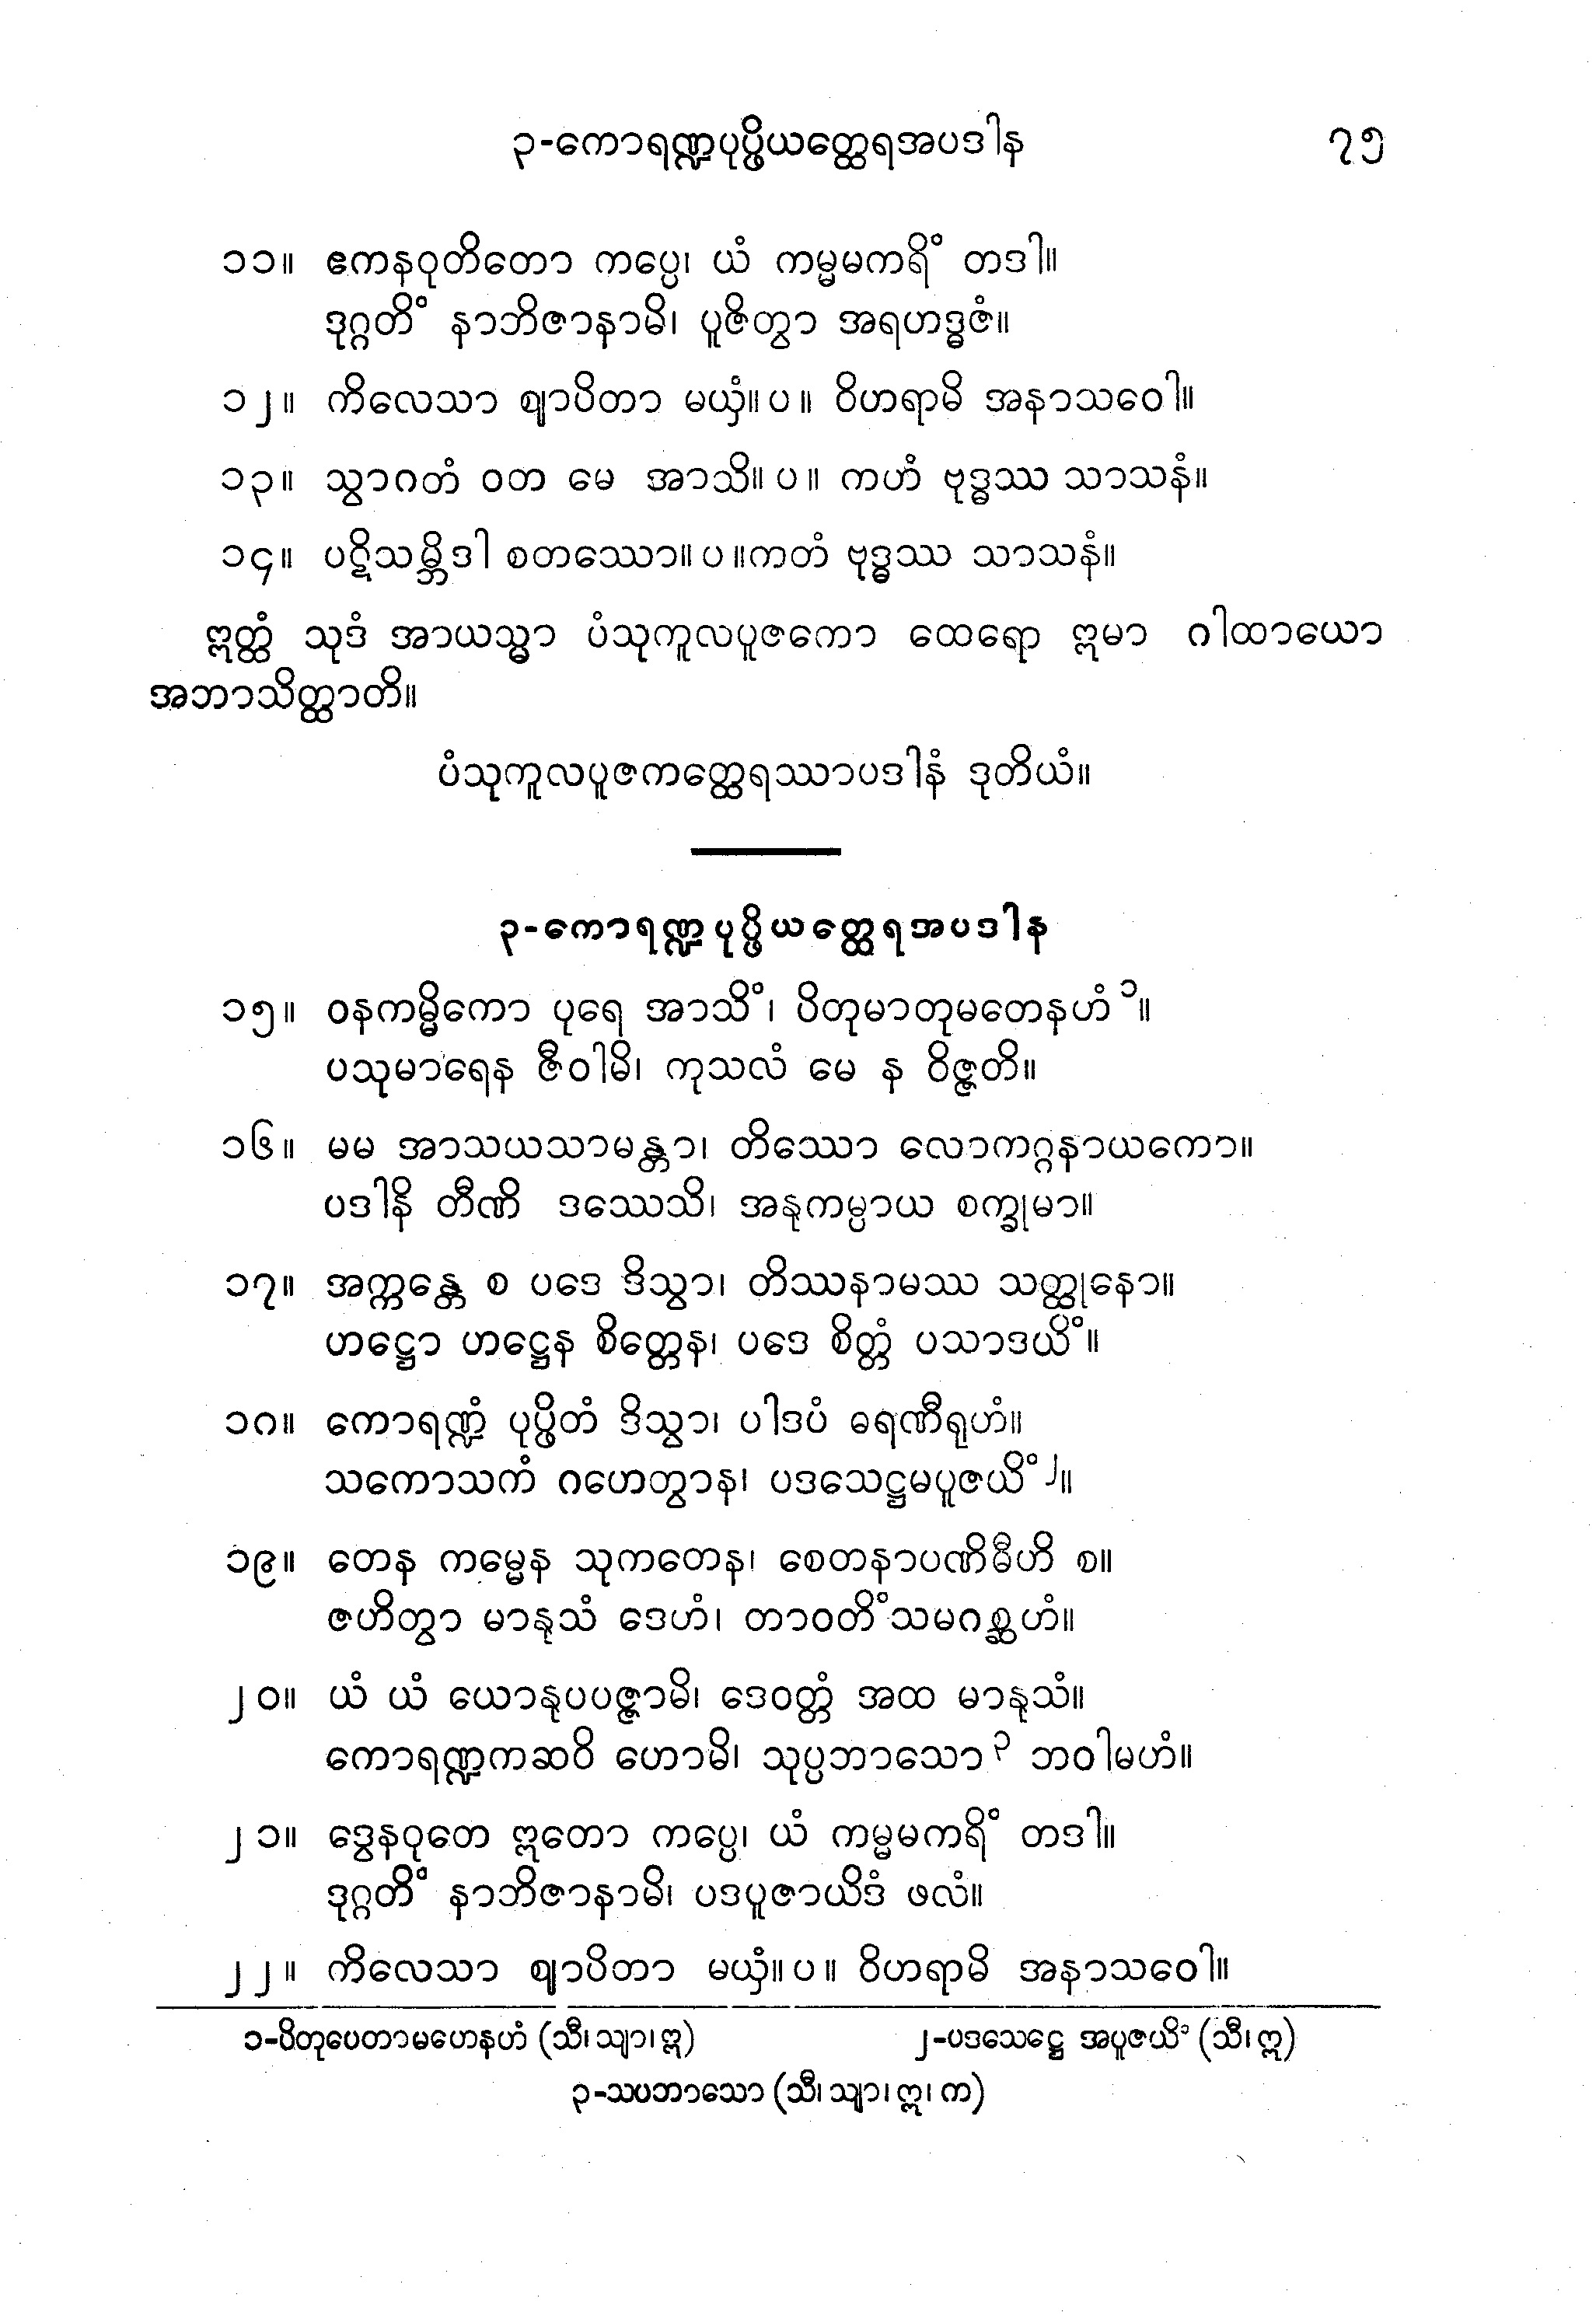 ၃-ကောရဏ္ဍပုပ္ဖိယတ္ထေရအပဒါန ၇၅
၁၁။ ဧကနဝုတိတော ကပ္ပေ၊ ယံ ကမ္မမကရိံ တဒါ။
ဒုဂ္ဂတိံ နာဘိဇာနာမိ၊ ပူဇိတွာ အရဟဒ္ဓဇံ။
၁၂။ ကိလေသာ ဈာပိတာ မယှံ။ ပ။ ဝိဟရာမိ အနာသဝေါ။
၁၃။ သွာဂတံ ဝတ မေ အာသိ။ ပ။ ကဟံ ဗုဒ္ဓဿ သာသနံ။
၁၄။ ပဋိသမ္ဘိဒါ စတဿော။ ပ။ကတံ ဗုဒ္ဓဿ သာသနံ။
ဣတ္ထံ သုဒံ အာယသ္မာ ပံသုကူလပူဇကော ထေရော ဣမာ ဂါထာယော
အဘာသိတ္ထာတိ။
ပံသုကူလပူဇကတ္ထေရဿာပဒါနံ ဒုတိယံ။
၃-ကောရဏ္ဍပုပ္ဖိယတ္ထေရအပဒါန
၁၅။ ဝနကမ္မိကော ပုရေ အာသိံ၊ ပိတုမာတုမတေနဟံ ၁။
ပသုမာရေန ဇီဝါမိ၊ ကုသလံ မေ န ဝိဇ္ဇတိ။
၁၆။ မမ အာသယသာမန္တာ၊ တိဿော လောကဂ္ဂနာယကော။
ပဒါနိ တီဏိ ဒဿေသိ၊ အနုကမ္ပာယ စက္ခုမာ။
၁၇။ အက္ကန္တေ စ ပဒေ ဒိသွာ၊ တိဿနာမဿ သတ္ထုနော။
ဟဋ္ဌော ဟဋ္ဌေန စိတ္တေန၊ ပဒေ စိတ္တံ ပသာဒယိံ။
၁၈။ ကောရဏ္ဍံ ပုပ္ဖိတံ ဒိသွာ၊ ပါဒပံ ဓရဏီရုဟံ။
သကောသကံ ဂဟေတွာန၊ ပဒသေဋ္ဌမပူဇယိံ ၂။
၁၉။ တေန ကမ္မေန သုကတေန၊ စေတနာပဏိဓီဟိ စ။
ဇဟိတွာ မာနုသံ ဒေဟံ၊ တာဝတိံသမဂစ္ဆဟံ။
၂၀။ ယံ ယံ ယောနုပပဇ္ဇာမိ၊ ဒေဝတ္တံ အထ မာနုသံ။
ကောရဏ္ဍကဆဝိ ဟောမိ၊ သုပ္ပဘာသော ၃ ဘဝါမဟံ။
၂၁။ ဒွေနဝုတေ ဣတော ကပ္ပေ၊ ယံ ကမ္မမကရိံ တဒါ။
ဒုဂ္ဂတိံ နာဘိဇာနာမိ၊ ပဒပူဇာယိဒံ ဖလံ။
၂၂။ ကိလေသာ ဈာပိတာ မယှံ။ ပ။ ဝိဟရာမိ အနာသဝေါ။
၁-ပိတုပေတာမဟေနဟံ (သီ၊ သျာ၊ ဣ) ၂-ပဒသေဋ္ဌေ အပူဇယိံ (သီ၊ ဣ)
၃-သပဘာသော (သီ၊ သျာ၊ ဣ၊ က)